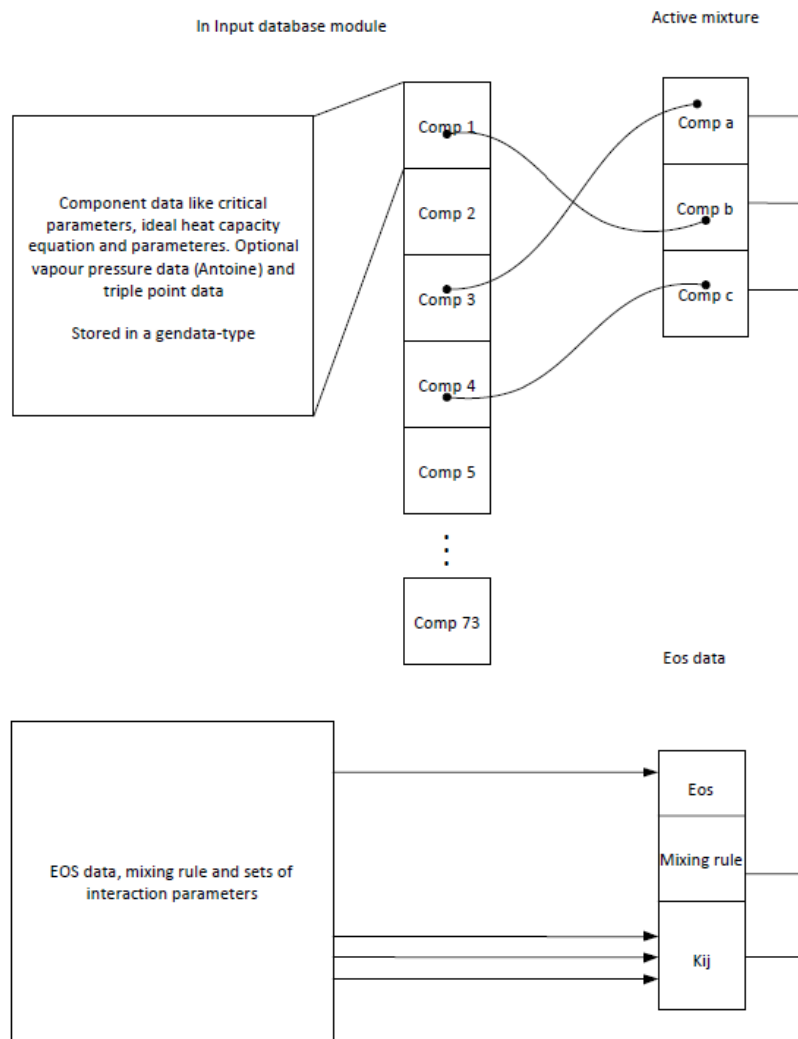 In Input database module
Active mixture
Component data like critical
parameters, ideal heat capacity
equation and parameteres. Optional
vapour pressure data (Antoine) and
triple point data
Stored in a gendata-type
Comp 1
Comp 2
Comp 3
Comp 4
Comp 5
Comp 73
Comp a
Comp b
Comp c
Eos data
EOS data, mixing rule and sets of
interaction parameters
Eos
Mixing rule
Kij